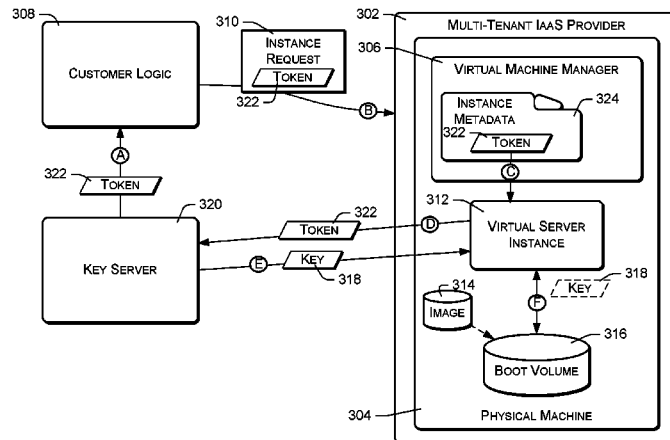 308
CUSTOMER LOGIC
310
INSTANCE
REQUEST
TOKEN
322
B
302
MULTI-TENANT IAAS PROVIDER
306
VIRTUAL MACHINE MANAGER
INSTANCE
METADATA
324
322
TOKEN
C
A
322
TOKEN
320
KEY SERVER
322
TOKEN
D
E
KEY
318
312
VIRTUAL SERVER
INSTANCE
318
KEY
F
314
IMAGE
316
BOOT VOLUME
304
PHYSICAL MACHINE